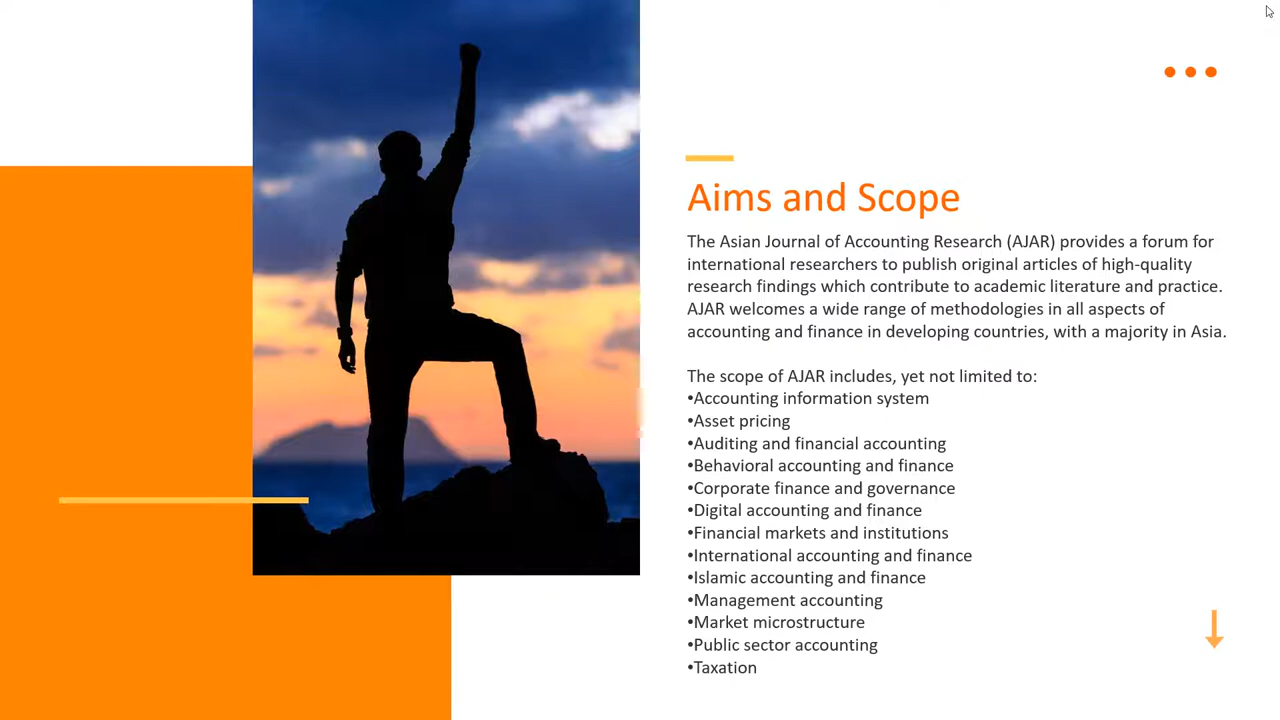 Aims and Scope
The Asian Journal of Accounting Research (AJAR) provides a forum for
international researchers to publish original articles of high-quality
research findings which contribute to academic literature and practice.
AJAR welcomes a wide range of methodologies in all aspects of
accounting and finance in developing countries, with a majority in Asia.
The scope of AJAR includes, yet not limited to:
•Accounting information system
•Asset pricing
•Auditing and financial accounting
•Behavioral accounting and finance
•Corporate finance and governance
•Digital accounting and finance
•Financial markets and institutions
•International accounting and finance
•Islamic accounting and finance
•Management accounting
•Market microstructure
•Public sector accounting
•Taxation